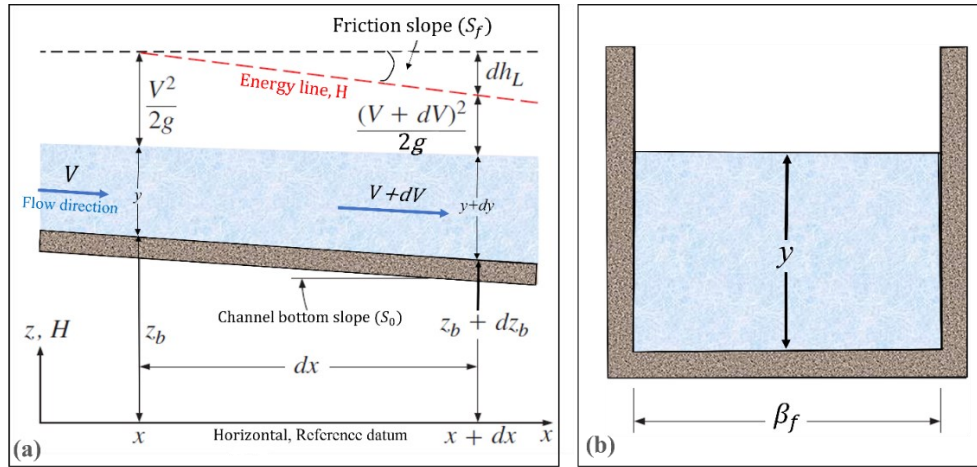 Friction slope (S_f)
dh_L
Energy line, H
V²
2g
(V + dV)²
2g
V
Flow direction
y
V+dV
y+dy
Channel bottom slope (S_0)
z, H
z_b
z_b + dz_b
dx
x
Horizontal, Reference datum
x + dx
x
(a)
y
β_f
(b)